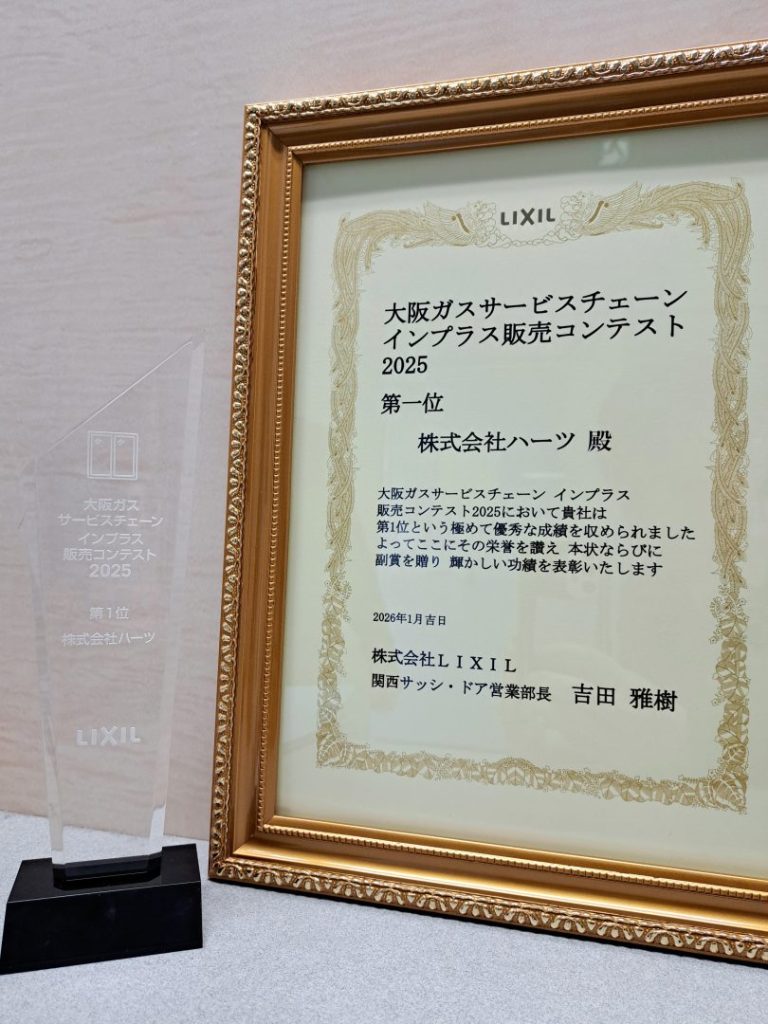 大阪ガス
サービスチェーン
インプラス
販売コンテスト
2025
第1位
株式会社ハーツ
LIXIL
LIXIL
大阪ガスサービスチェーン
インプラス販売コンテスト
2025
第一位
株式会社ハーツ 殿
大阪ガスサービスチェーン インプラス
販売コンテスト2025において貴社は
第1位という極めて優秀な成績を収められました
よってここにその栄誉を讃え 本状ならびに
副賞を贈り 輝かしい功績を表彰いたします
2026年1月吉日
株式会社ＬＩＸＩＬ
関西サッシ・ドア営業部長 吉田 雅樹